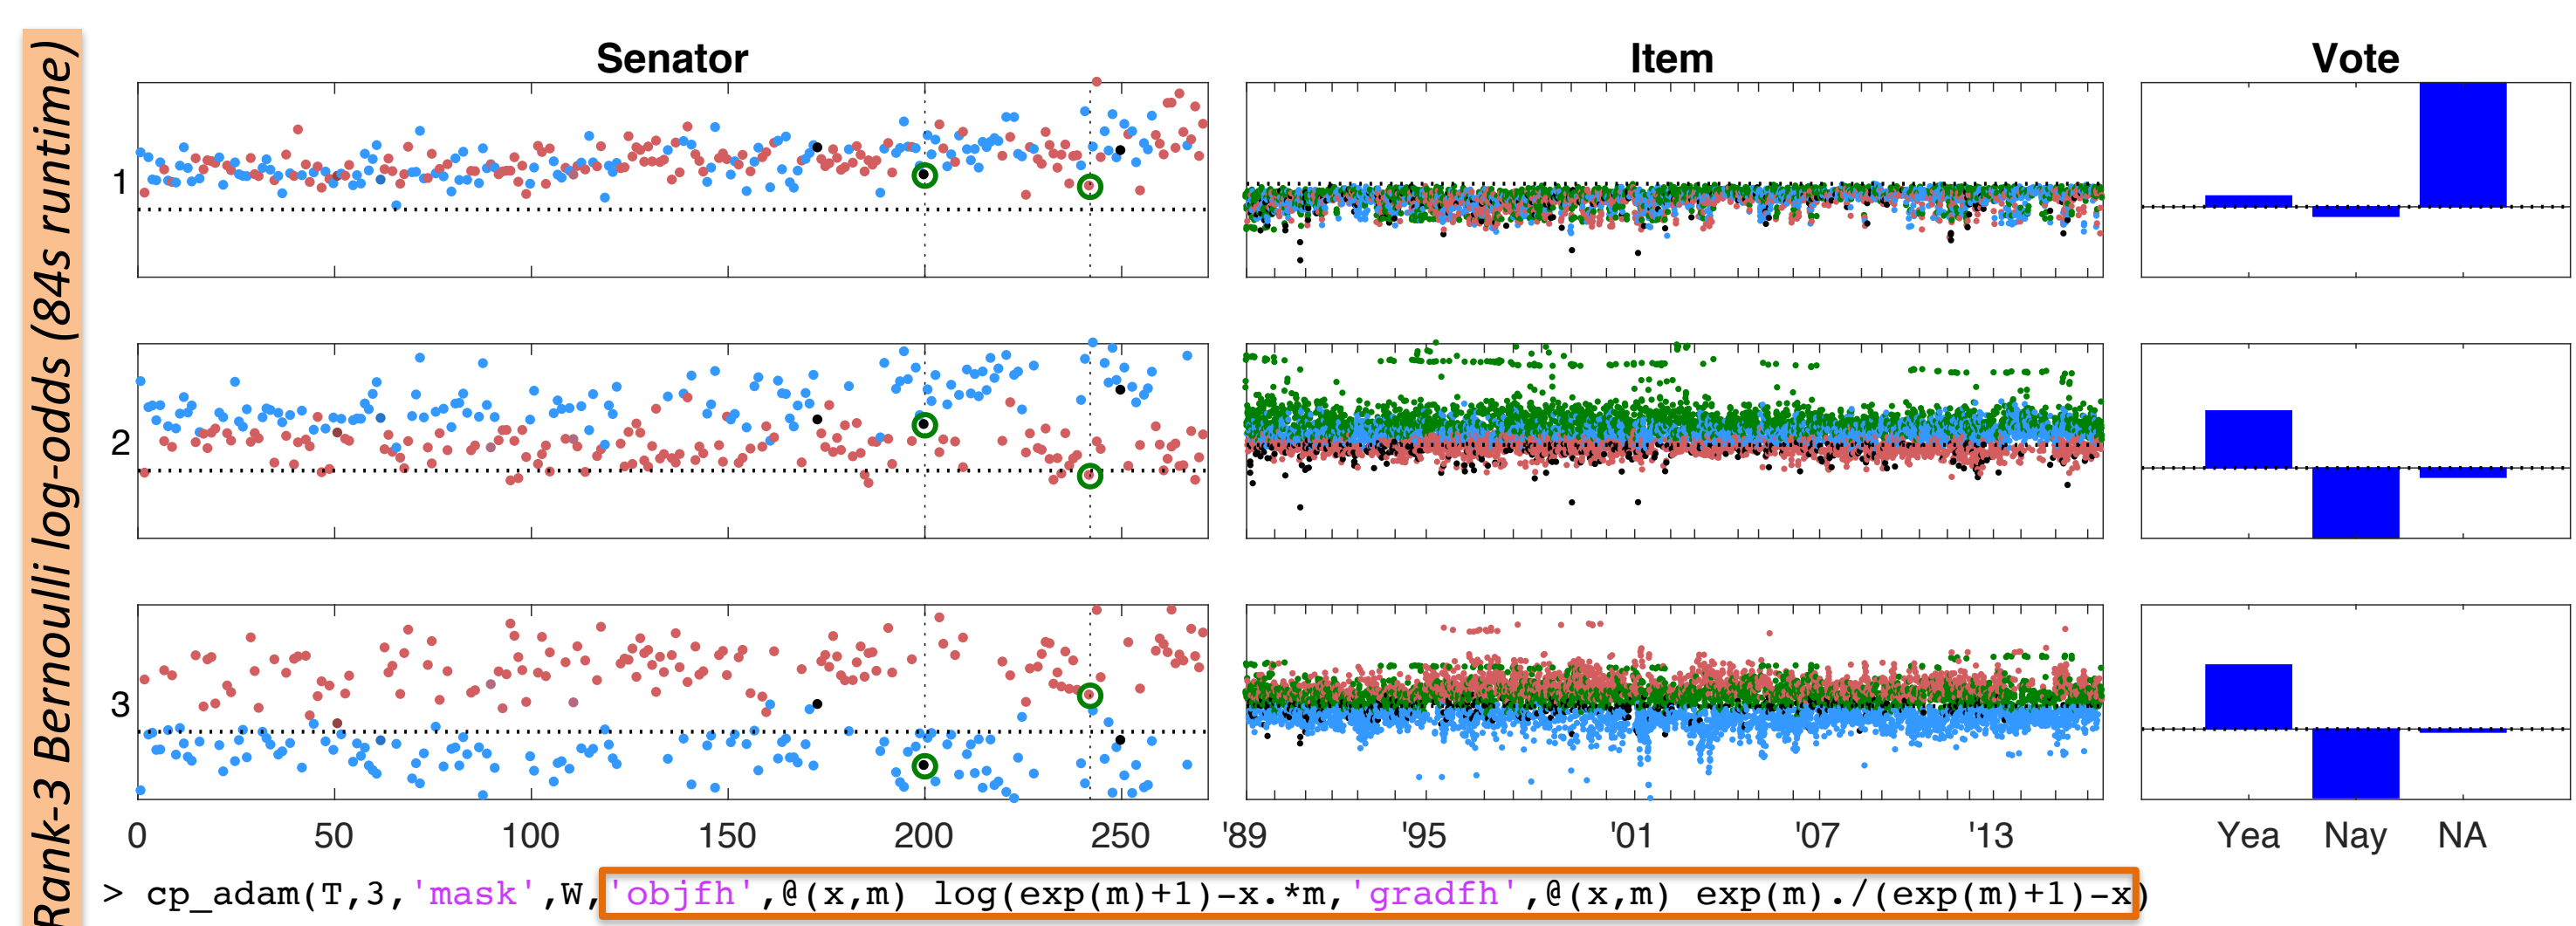 Rank-3 Bernoulli log-odds (84s runtime)
Senator Item Vote
1
2
3
0 50 100 150 200 250 '89 '95 '01 '07 '13 Yea Nay NA
> cp_adam(T,3,'mask',W,'objfh',@(x,m) log(exp(m)+1)-x.*m,'gradfh',@(x,m) exp(m)./(exp(m)+1)-x)